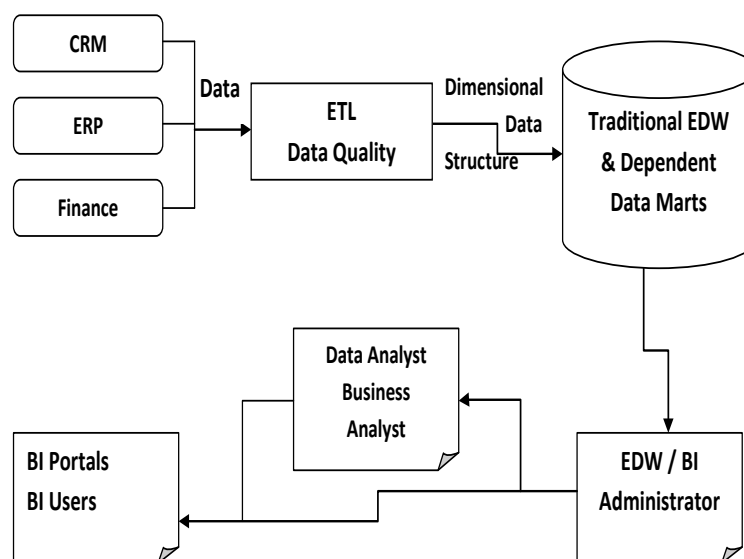 CRM
ERP
Finance
Data
ETL
Data Quality
Dimensional
Data
Structure
Traditional EDW
& Dependent
Data Marts
Data Analyst
Business
Analyst
BI Portals
BI Users
EDW / BI
Administrator